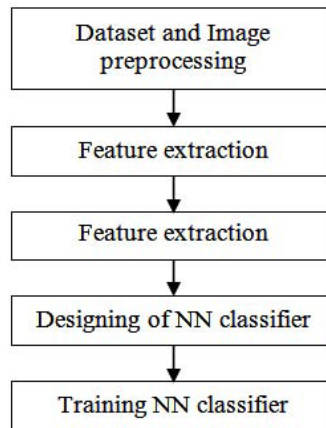 Dataset and Image
preprocessing
Feature extraction
Feature extraction
Designing of NN classifier
Training NN classifier